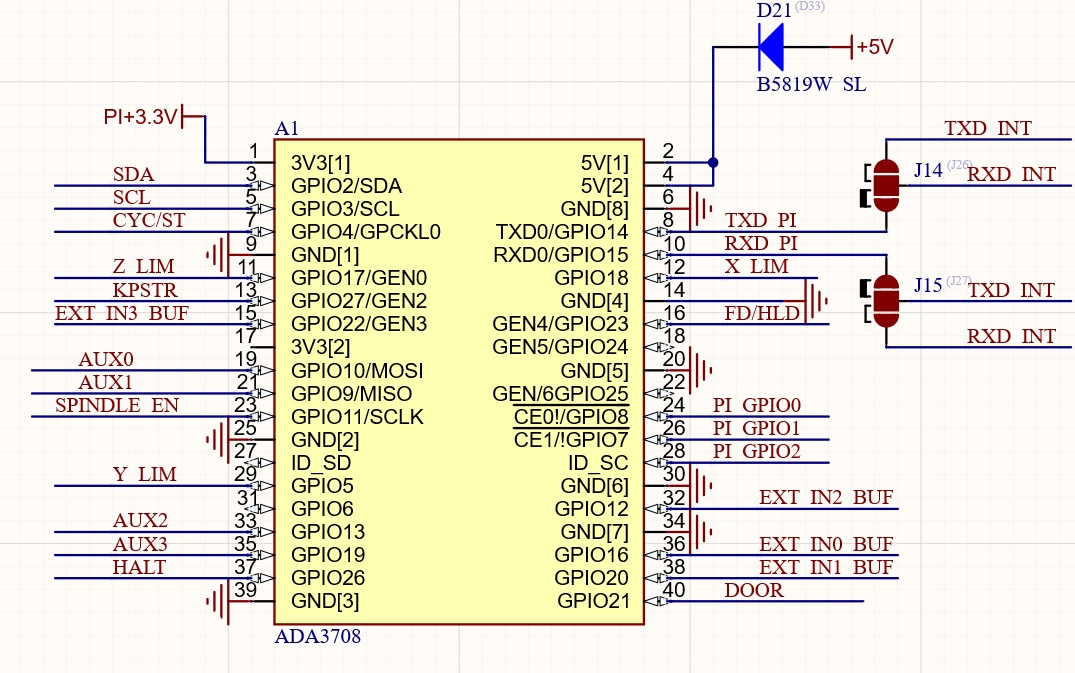 D21 (D33)
+5V
B5819W SL
PI+3.3V
A1
TXD INT
J14 (J26)
RXD INT
1 3V3[1] 5V[1] 2
SDA 3 GPIO2/SDA 5V[2] 4
SCL 5 GPIO3/SCL GND[8] 6
CYC/ST 7 GPIO4/GPCKL0 TXD0/GPIO14 8 TXD PI
9 GND[1] RXD0/GPIO15 10 RXD PI
Z LIM 11 GPIO17/GEN0 GPIO18 12 X LIM
KPSTR 13 GPIO27/GEN2 GND[4] 14
J15 (J27)
TXD INT
EXT IN3 BUF 15 GPIO22/GEN3 GEN4/GPIO23 16 FD/HLD
17 3V3[2] GEN5/GPIO24 18
RXD INT
AUX0 19 GPIO10/MOSI GND[5] 20
AUX1 21 GPIO9/MISO GEN/6GPIO25 22
SPINDLE EN 23 GPIO11/SCLK CE0!/GPIO8 24 PI GPIO0
25 GND[2] CE1/!GPIO7 26 PI GPIO1
27 ID_SD ID_SC 28 PI GPIO2
Y LIM 29 GPIO5 GND[6] 30
31 GPIO6 GPIO12 32 EXT IN2 BUF
AUX2 33 GPIO13 GND[7] 34
AUX3 35 GPIO19 GPIO16 36 EXT IN0 BUF
HALT 37 GPIO26 GPIO20 38 EXT IN1 BUF
39 GND[3] GPIO21 40 DOOR
ADA3708